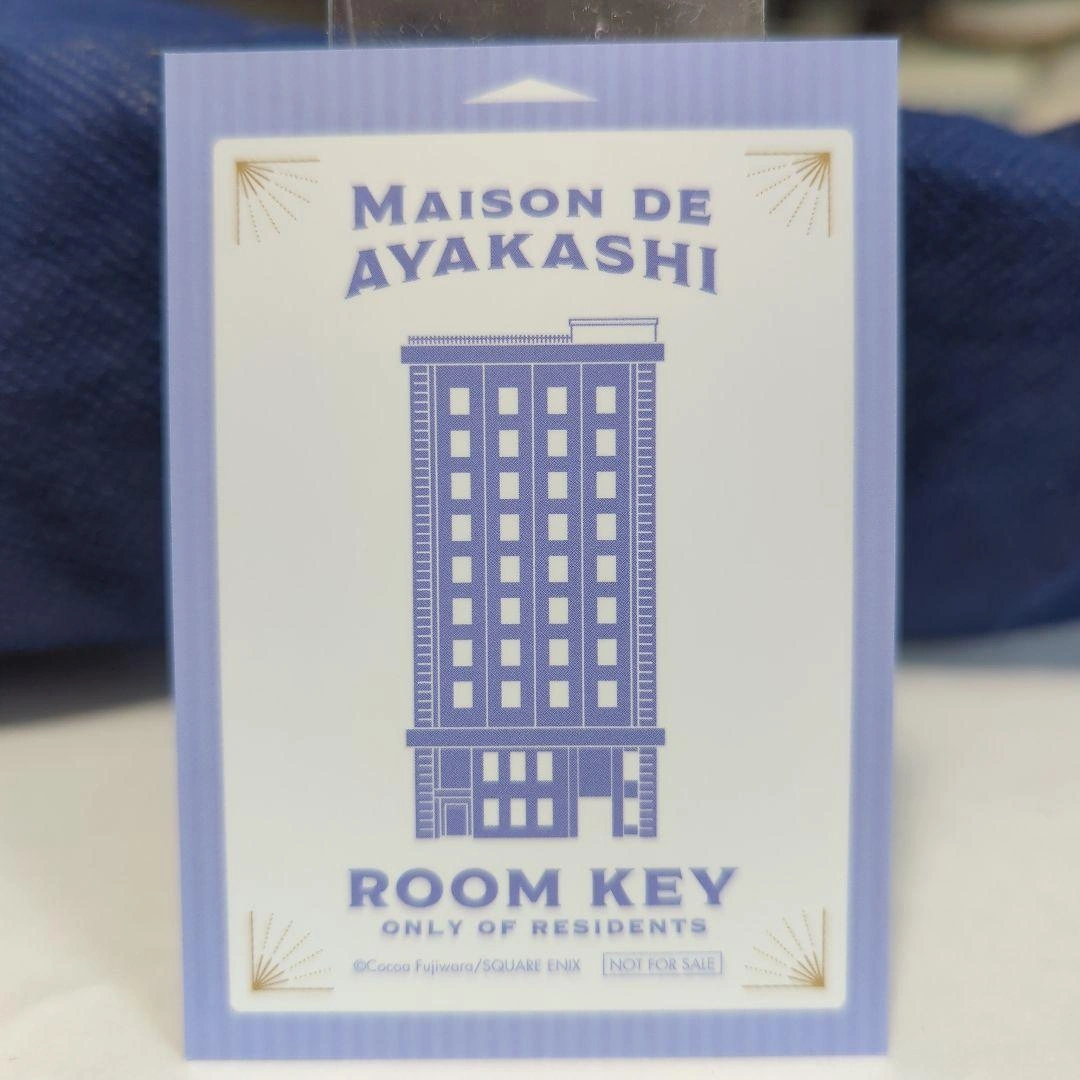 MAISON DE
AYAKASHI
ROOM KEY
ONLY OF RESIDENTS
©Cocoa Fujiwara/SQUARE ENIX NOT FOR SALE